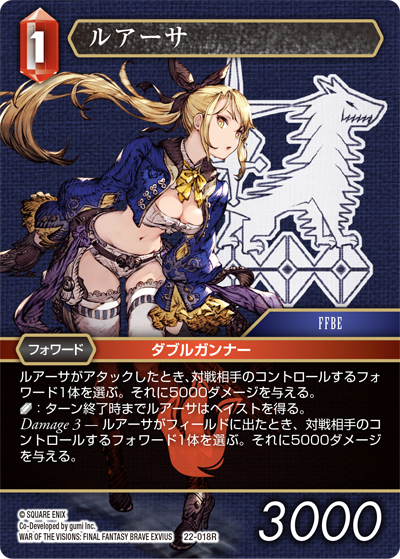 1
ルアーサ
FFBE
フォワード
ダブルガンナー
ルアーサがアタックしたとき、対戦相手のコントロールするフォ
ワード1体を選ぶ。それに5000ダメージを与える。
：ターン終了時までルアーサはヘイストを得る。
Damage 3 — ルアーサがフィールドに出たとき、対戦相手のコ
ントロールするフォワード1体を選ぶ。それに5000ダメージ
を与える。
© SQUARE ENIX
Co-Developed by gumi Inc.
WAR OF THE VISIONS: FINAL FANTASY BRAVE EXVIUS
22-018R
3000